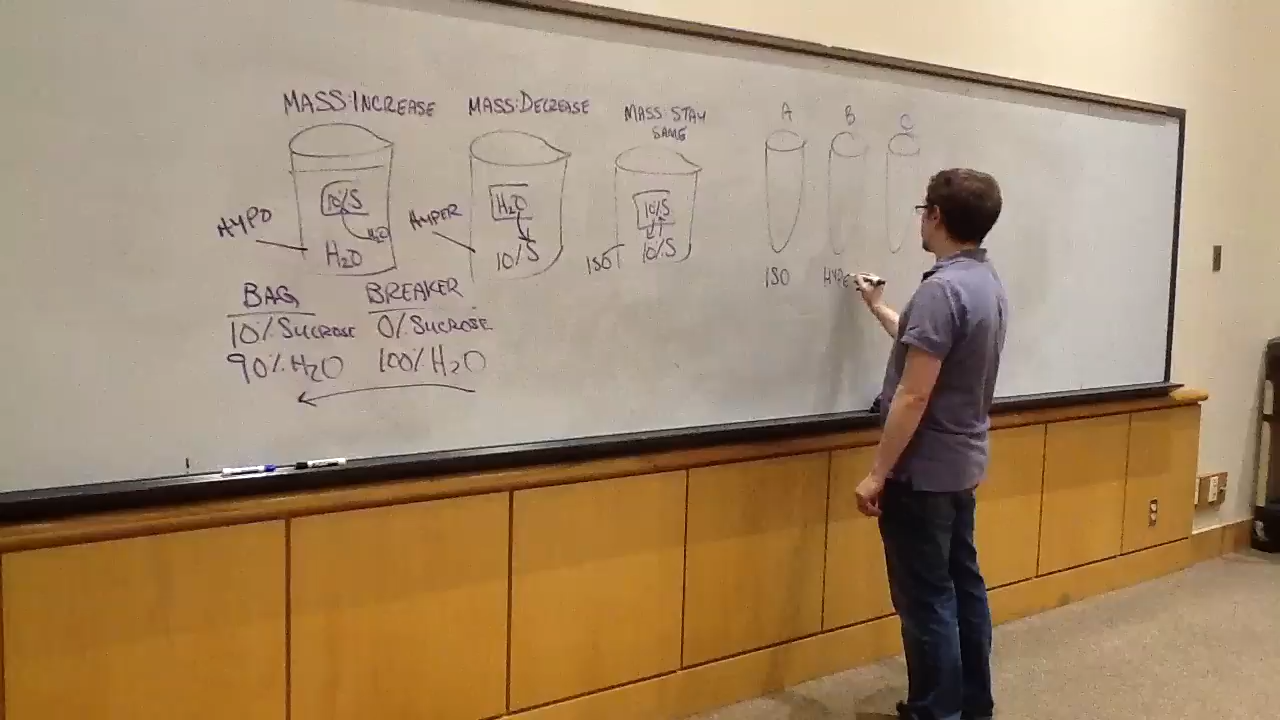 MASS:INCREASE
MASS:DECREASE
MASS:STAY
SAME
A
B
C
10%S
H2O
H2O
HYPO
H2O
10%S
HYPER
10%S
10%S
ISO
ISO
HYPE
BAG
BREAKER
10% SUCROSE
0% SUCROSE
90% H2O
100% H2O